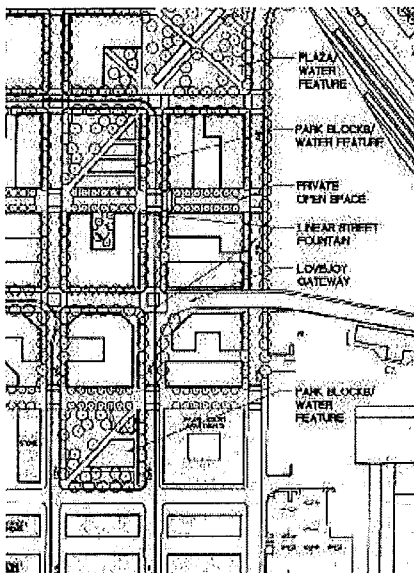 PLAZA/
WATER
FEATURE
PARK BLOCKS/
WATER FEATURE
PRIVATE
OPEN SPACE
LINEAR STREET
FOUNTAIN
LOVEJOY
GATEWAY
PARK BLOCKS/
WATER
FEATURE